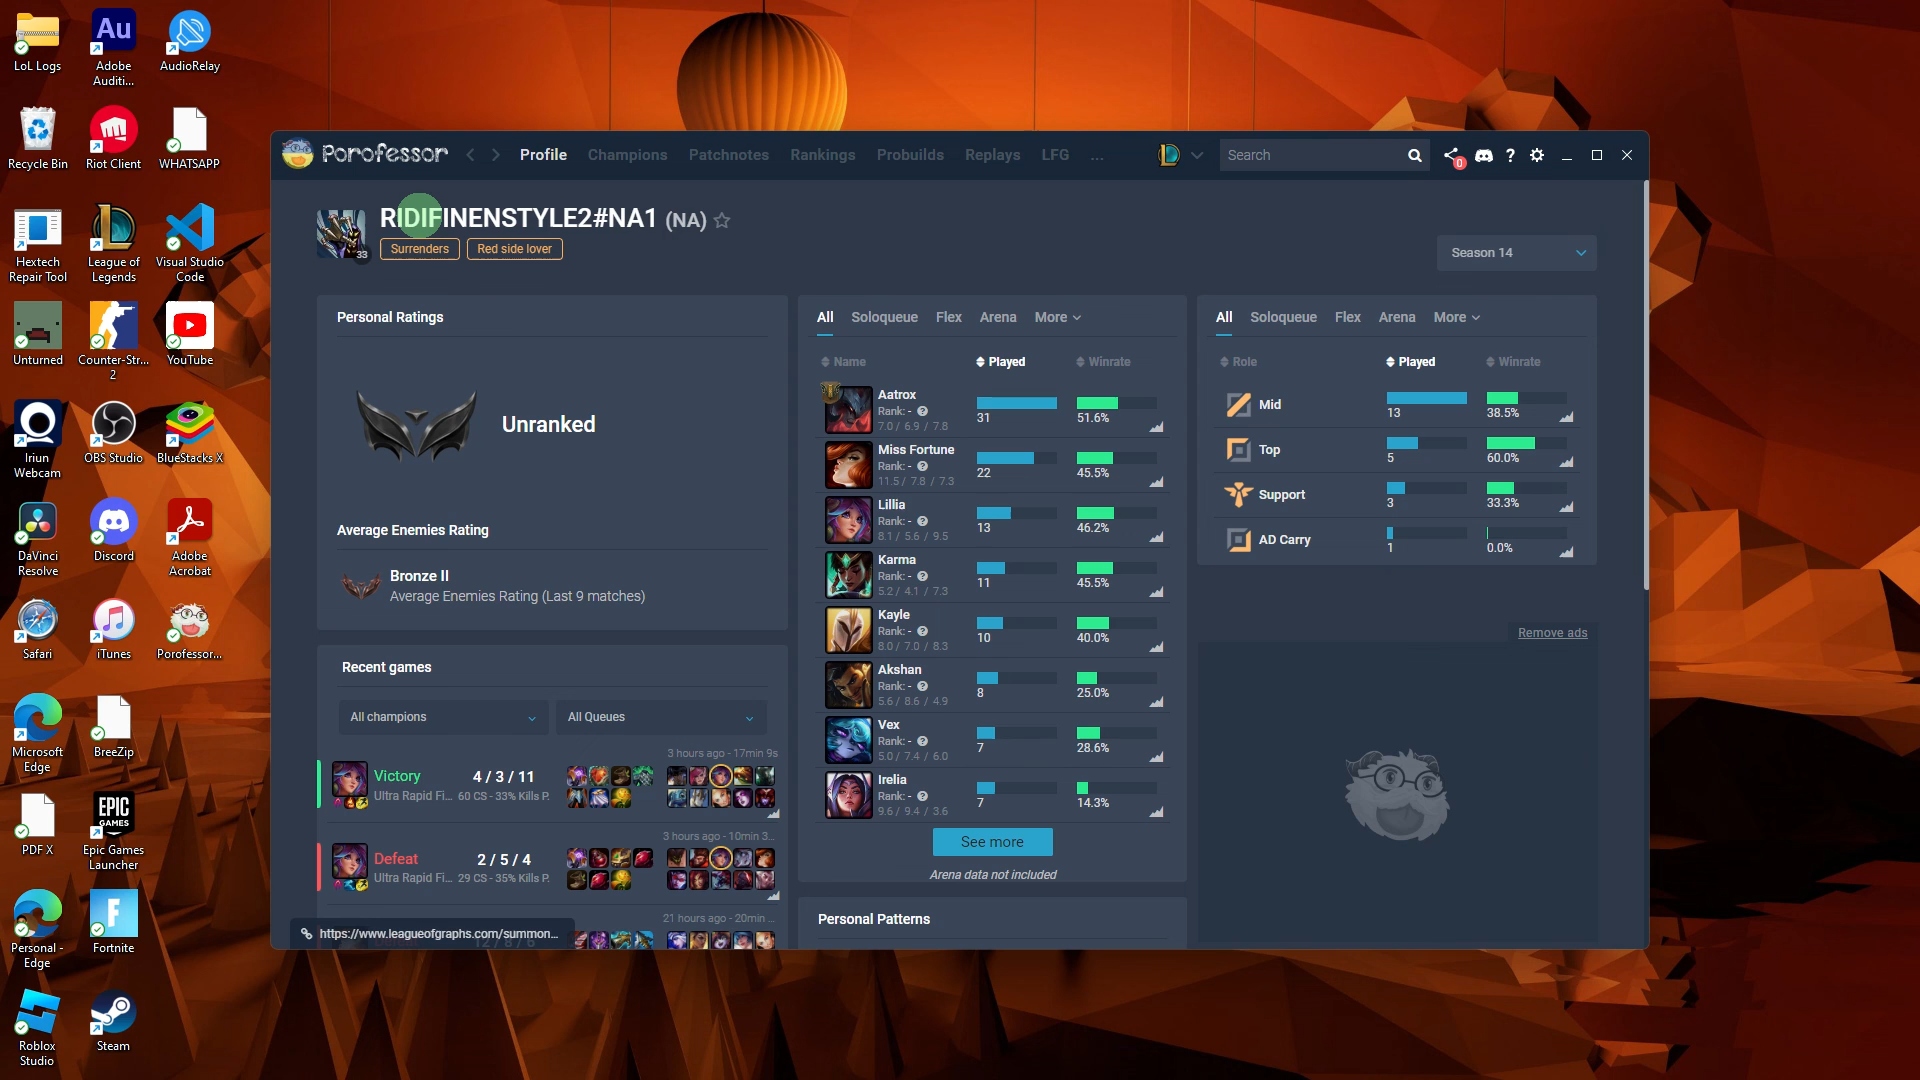 LoL Logs
Au
Adobe
Auditi...
AudioRelay
Recycle Bin
Riot Client
WHATSAPP
Hextech
Repair Tool
League of
Legends
Visual Studio
Code
Unturned
Counter-Str...
2
YouTube
Iriun
Webcam
OBS Studio
BlueStacks X
DaVinci
Resolve
Discord
Adobe
Acrobat
Safari
iTunes
Porofessor...
Microsoft
Edge
BreeZip
PDF X
EPIC
GAMES
Epic Games
Launcher
Personal -
Edge
Fortnite
Roblox
Studio
Steam
Porofessor
Profile
Champions
Patchnotes
Rankings
Probuilds
Replays
LFG
...
Search
0
?
RIDIFINENSTYLE2#NA1 (NA)
33
Surrenders
Red side lover
Season 14
Personal Ratings
Unranked
Average Enemies Rating
Bronze II
Average Enemies Rating (Last 9 matches)
Recent games
All champions
All Queues
3 hours ago - 17min 9s
Victory
4 / 3 / 11
Ultra Rapid Fi...
60 CS - 33% Kills P.
3 hours ago - 10min 3...
Defeat
2 / 5 / 4
Ultra Rapid Fi...
29 CS - 35% Kills P.
21 hours ago - 20min ...
https://www.leagueofgraphs.com/summon...
All
Soloqueue
Flex
Arena
More
Name
Played
Winrate
Aatrox
Rank: -
7.0 / 6.9 / 7.8
31
51.6%
Miss Fortune
Rank: -
11.5 / 7.8 / 7.3
22
45.5%
Lillia
Rank: -
8.1 / 5.6 / 9.5
13
46.2%
Karma
Rank: -
5.2 / 4.1 / 7.3
11
45.5%
Kayle
Rank: -
8.0 / 7.0 / 8.3
10
40.0%
Akshan
Rank: -
5.6 / 8.6 / 4.9
8
25.0%
Vex
Rank: -
5.0 / 7.4 / 6.0
7
28.6%
Irelia
Rank: -
9.6 / 9.4 / 3.6
7
14.3%
See more
Arena data not included
Personal Patterns
All
Soloqueue
Flex
Arena
More
Role
Played
Winrate
Mid
13
38.5%
Top
5
60.0%
Support
3
33.3%
AD Carry
1
0.0%
Remove ads